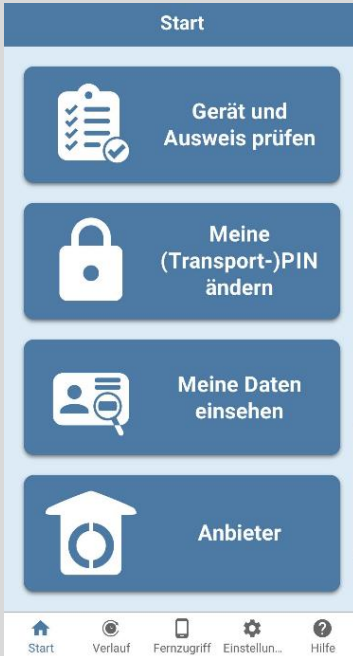 Start
Gerät und
Ausweis prüfen
Meine
(Transport-)PIN
ändern
Meine Daten
einsehen
Anbieter
Start Verlauf Fernzugriff Einstellun... Hilfe